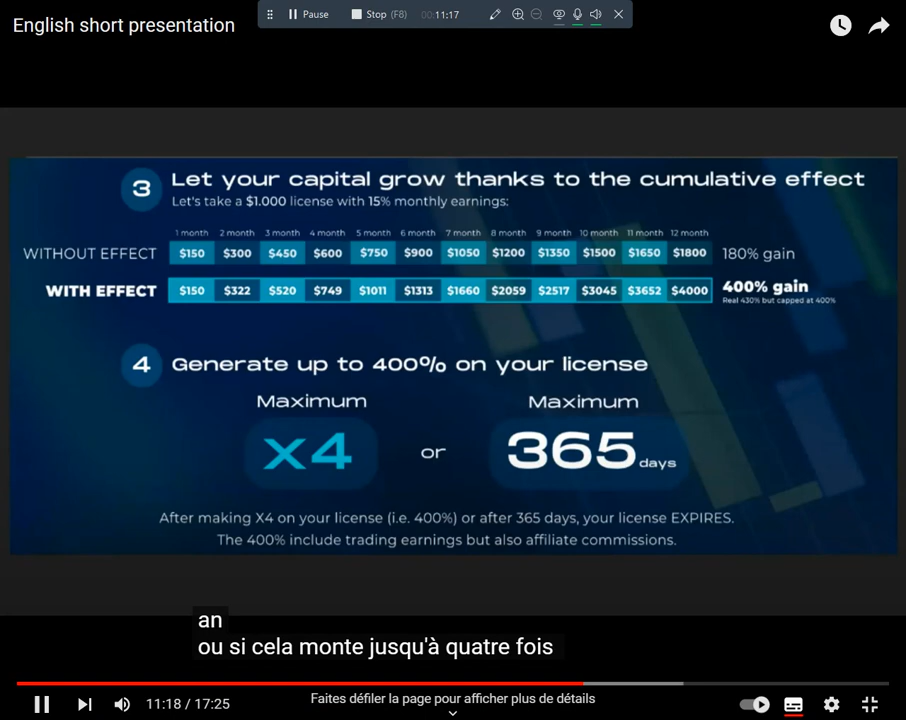 English short presentation
Pause
Stop (F8)
00:11:17
3
Let your capital grow thanks to the cumulative effect
Let's take a $1.000 license with 15% monthly earnings:
1 month 2 month 3 month 4 month 5 month 6 month 7 month 8 month 9 month 10 month 11 month 12 month
WITHOUT EFFECT $150 $300 $450 $600 $750 $900 $1050 $1200 $1350 $1500 $1650 $1800 180% gain
WITH EFFECT $150 $322 $520 $749 $1011 $1313 $1660 $2059 $2517 $3045 $3652 $4000 400% gain
Real 430% but capped at 400%
4
Generate up to 400% on your license
Maximum Maximum
X4 or 365 days
After making X4 on your license (i.e. 400%) or after 365 days, your license EXPIRES.
The 400% include trading earnings but also affiliate commissions.
an
ou si cela monte jusqu'à quatre fois
11:18 / 17:25
Faites défiler la page pour afficher plus de détails